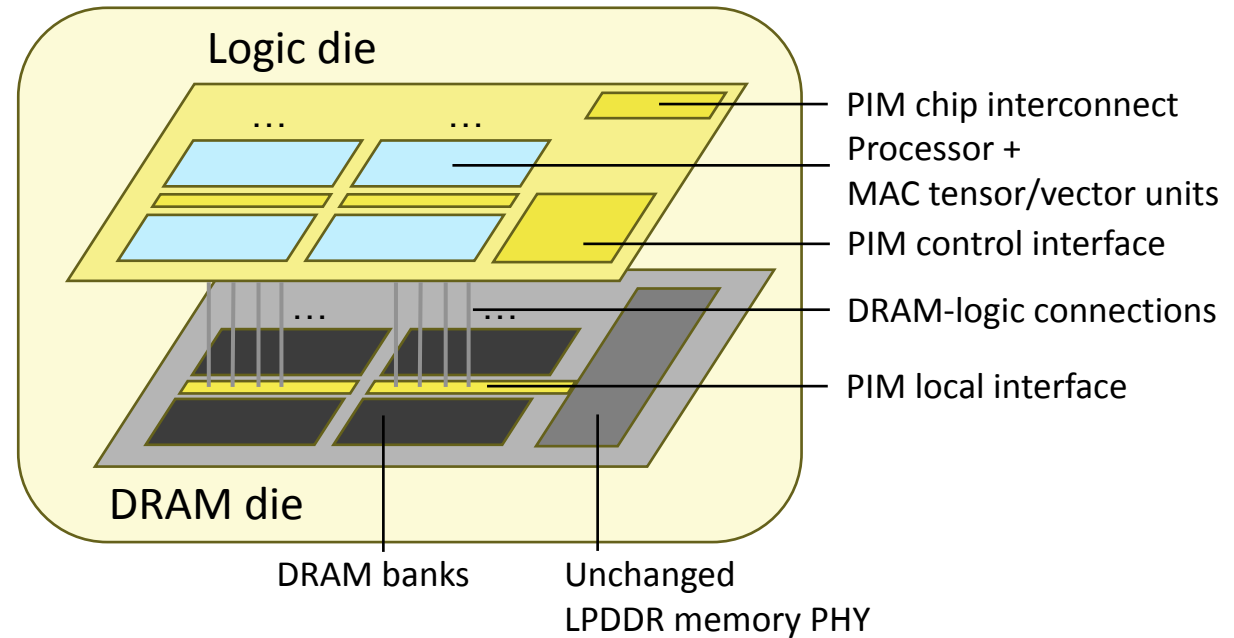 Logic die
... ...
PIM chip interconnect
Processor +
MAC tensor/vector units
PIM control interface
DRAM-logic connections
... ...
PIM local interface
DRAM die
DRAM banks
Unchanged
LPDDR memory PHY